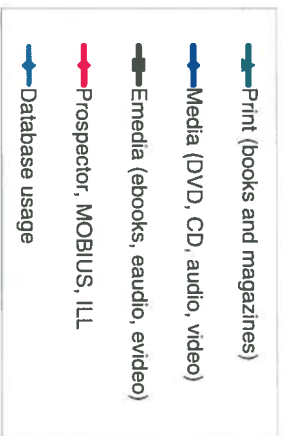 Print (books and magazines)
Media (DVD, CD, audio, video)
Emedia (ebooks, eaudio, evideo)
Prospector, MOBIUS, ILL
Database usage